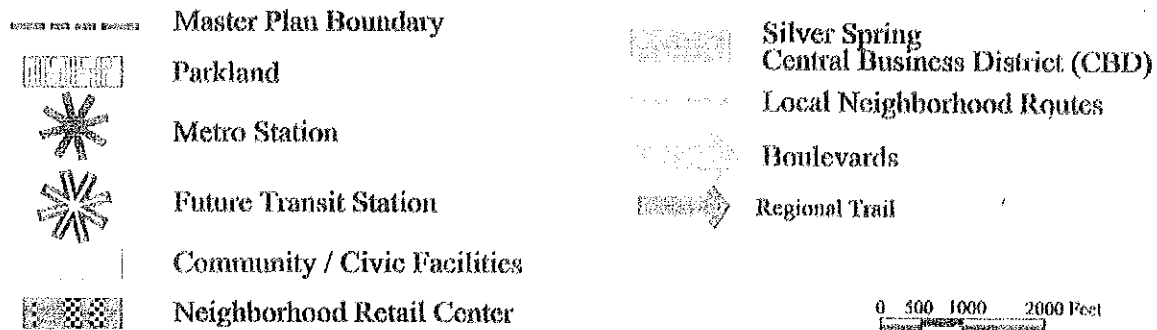 Master Plan Boundary
Parkland
Metro Station
Future Transit Station
Community / Civic Facilities
Neighborhood Retail Center
Silver Spring
Central Business District (CBD)
Local Neighborhood Routes
Boulevards
Regional Trail
0 500 1000 2000 Feet